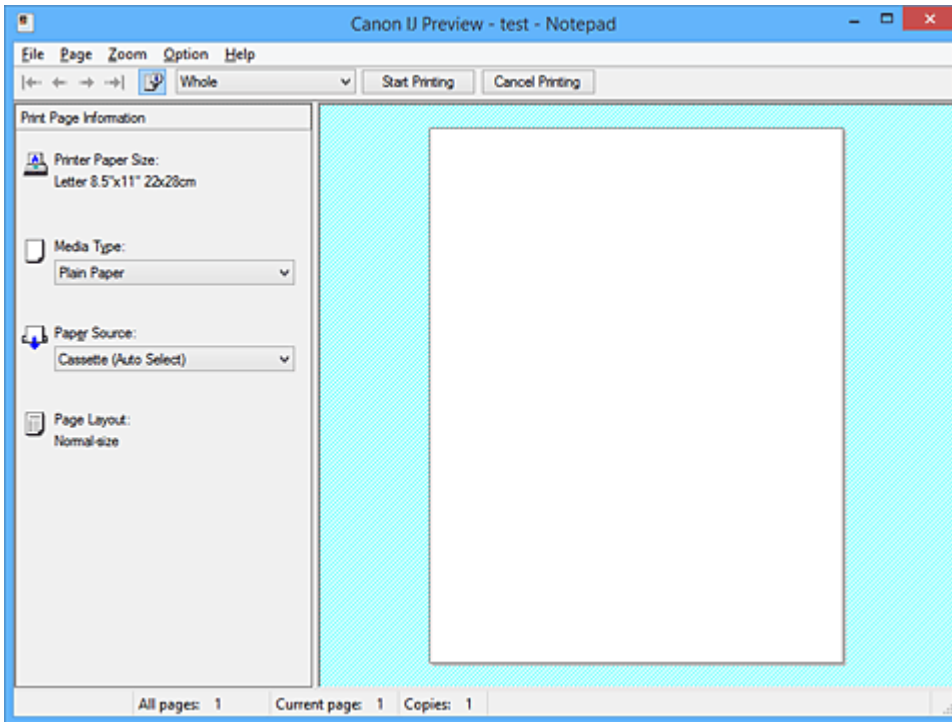 Canon IJ Preview - test - Notepad
File Page Zoom Option Help
Whole Start Printing Cancel Printing
Print Page Information
Printer Paper Size:
Letter 8.5"x11" 22x28cm
Media Type:
Plain Paper
Paper Source:
Cassette (Auto Select)
Page Layout:
Normal-size
All pages: 1 Current page: 1 Copies: 1